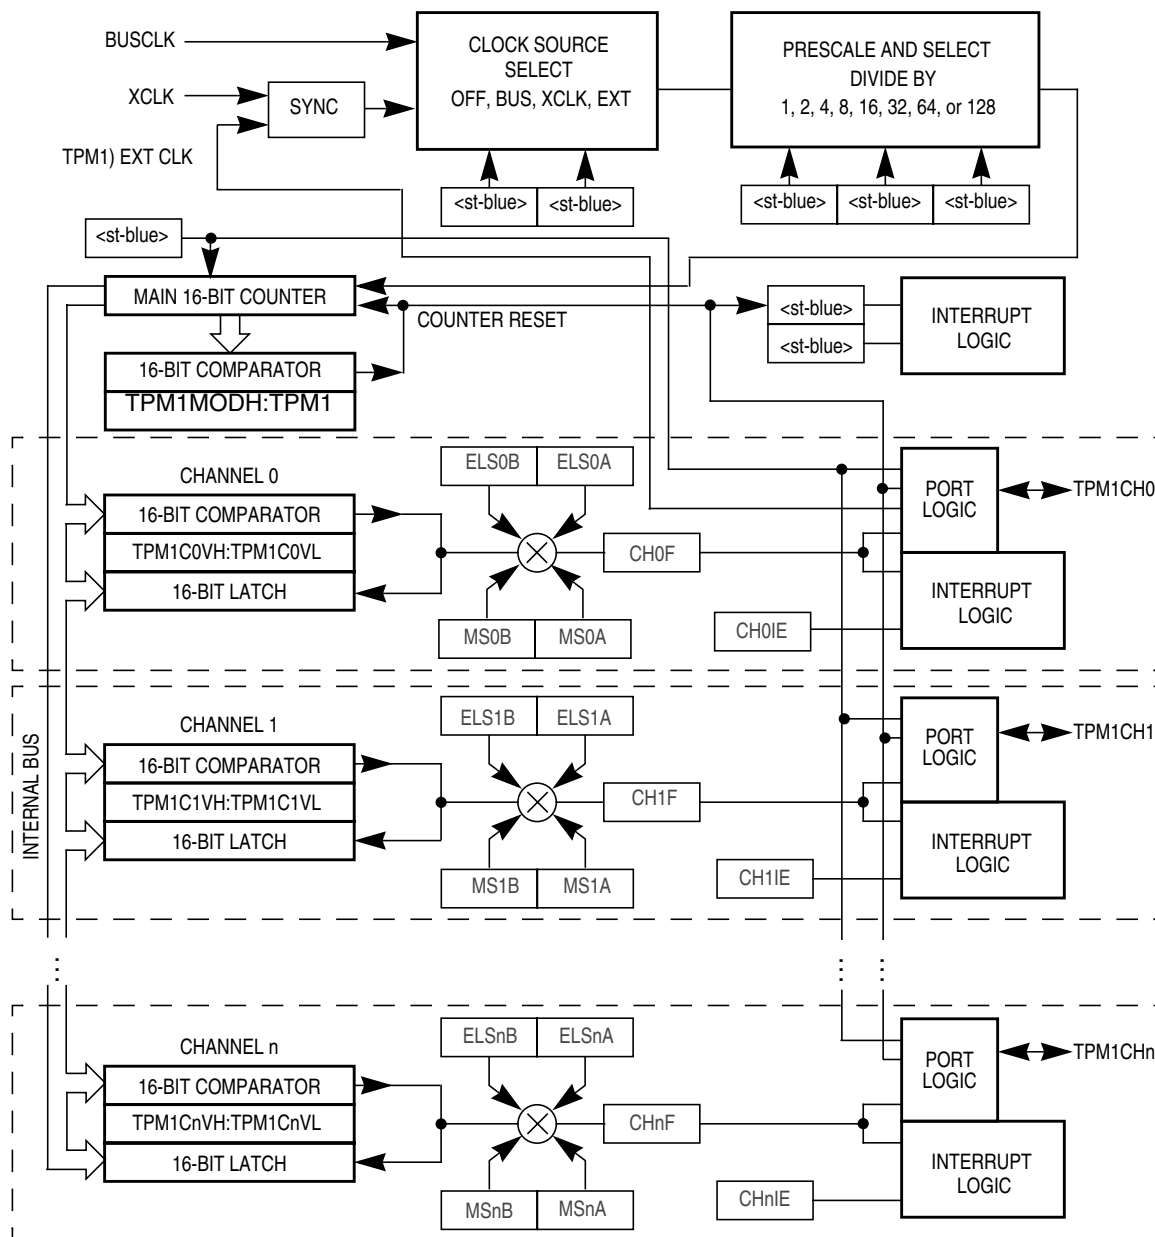 BUSCLK
CLOCK SOURCE
SELECT
OFF, BUS, XCLK, EXT
PRESCALE AND SELECT
DIVIDE BY
1, 2, 4, 8, 16, 32, 64, or 128
XCLK
SYNC
TPM1) EXT CLK
<st-blue>
<st-blue>
<st-blue>
<st-blue>
<st-blue>
<st-blue>
MAIN 16-BIT COUNTER
COUNTER RESET
<st-blue>
<st-blue>
INTERRUPT
LOGIC
16-BIT COMPARATOR
TPM1MODH:TPM1
CHANNEL 0
16-BIT COMPARATOR
TPM1C0VH:TPM1C0VL
16-BIT LATCH
ELS0B
ELS0A
CH0F
MS0B
MS0A
CH0IE
PORT
LOGIC
TPM1CH0
INTERRUPT
LOGIC
INTERNAL BUS
CHANNEL 1
16-BIT COMPARATOR
TPM1C1VH:TPM1C1VL
16-BIT LATCH
ELS1B
ELS1A
CH1F
MS1B
MS1A
CH1IE
PORT
LOGIC
TPM1CH1
INTERRUPT
LOGIC
CHANNEL n
16-BIT COMPARATOR
TPM1CnVH:TPM1CnVL
16-BIT LATCH
ELSnB
ELSnA
CHnF
MSnB
MSnA
CHnIE
PORT
LOGIC
TPM1CHn
INTERRUPT
LOGIC